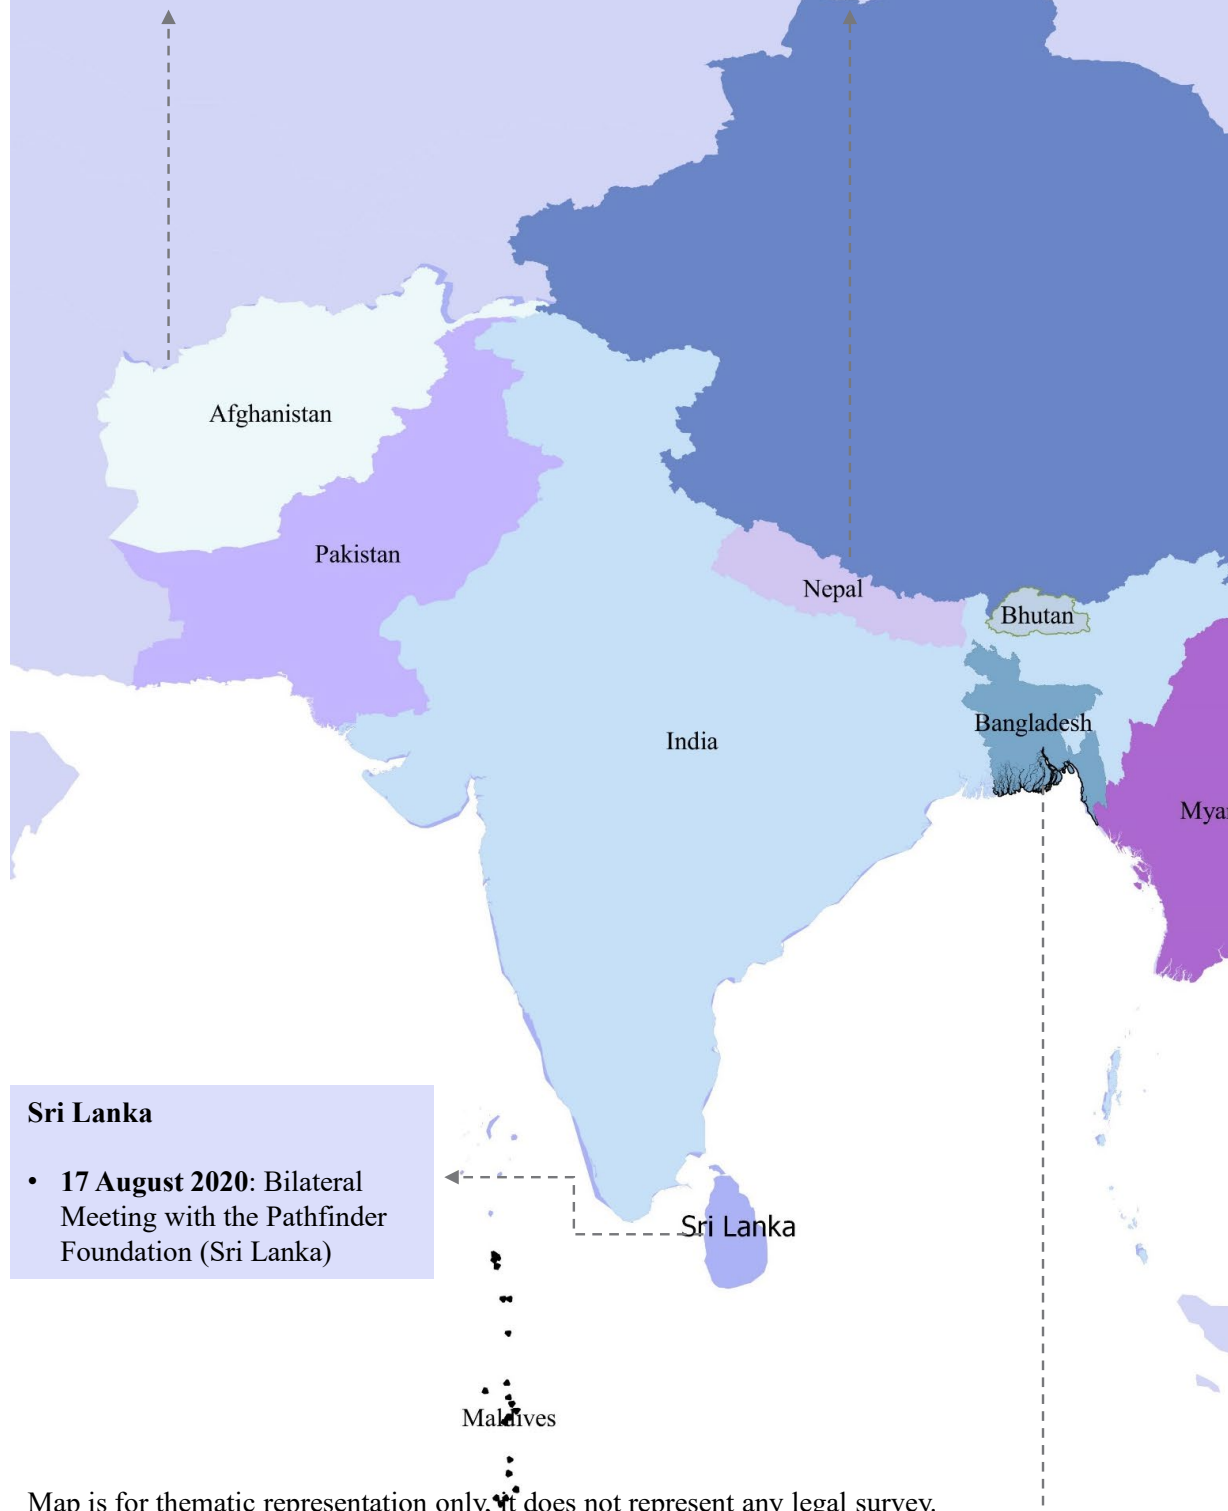 Afghanistan
Pakistan
Nepal
Bhutan
Bangladesh
India
Mya
Sri Lanka
• 17 August 2020: Bilateral
Meeting with the Pathfinder
Foundation (Sri Lanka)
Sri Lanka
Maldives
Map is for thematic representation only, it does not represent any legal survey.